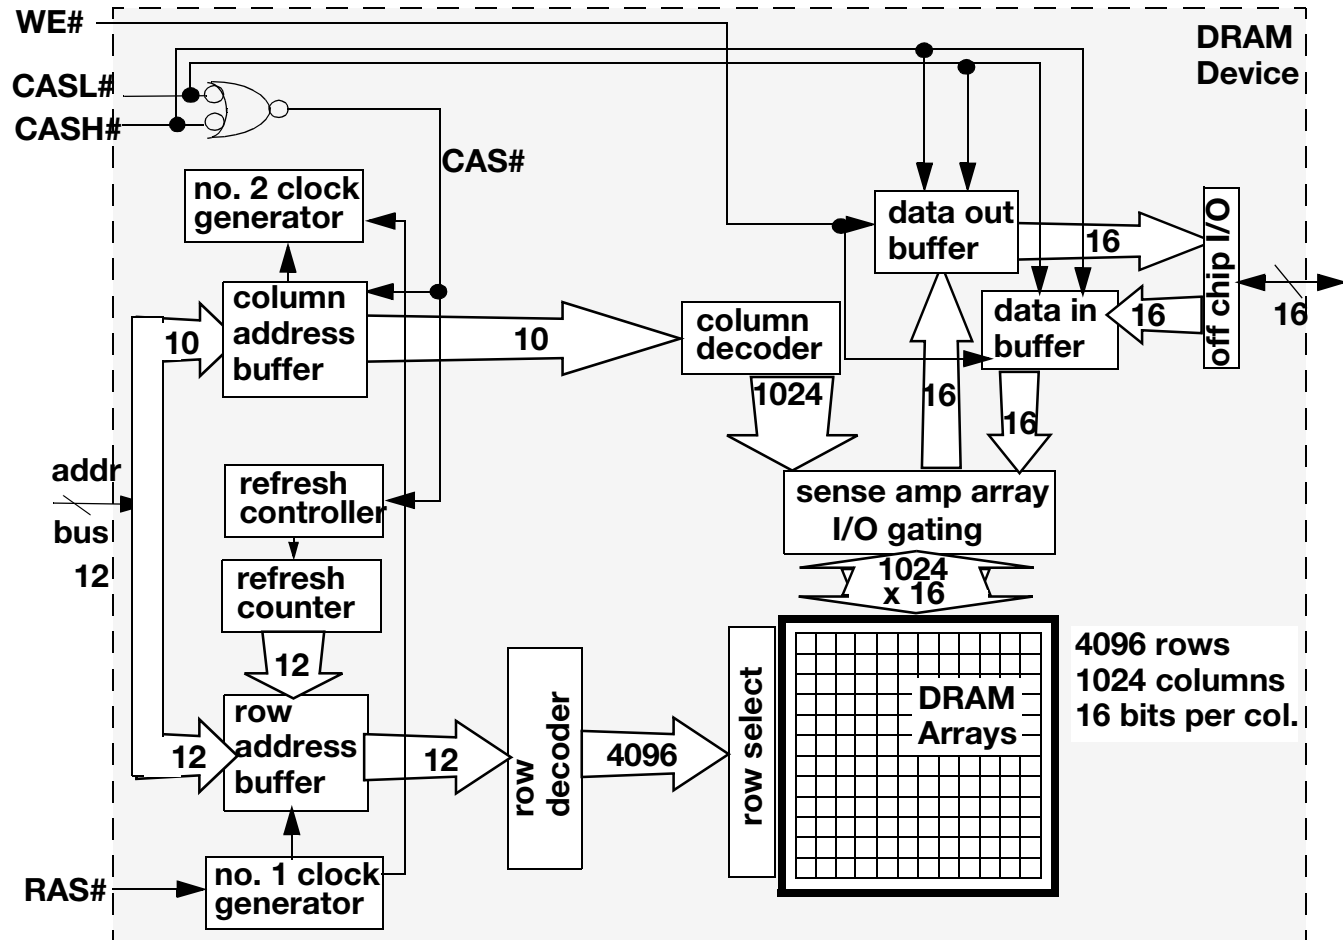 WE#
DRAM
Device
CASL#
CASH#
CAS#
no. 2 clock
generator
data out
buffer
16
off chip I/O
column
address
buffer
10
10
column
decoder
data in
buffer
16
16
1024
16
16
addr
bus
12
refresh
controller
sense amp array
I/O gating
refresh
counter
1024
x 16
12
row
address
buffer
12
12
row
decoder
4096
row select
DRAM
Arrays
4096 rows
1024 columns
16 bits per col.
RAS#
no. 1 clock
generator